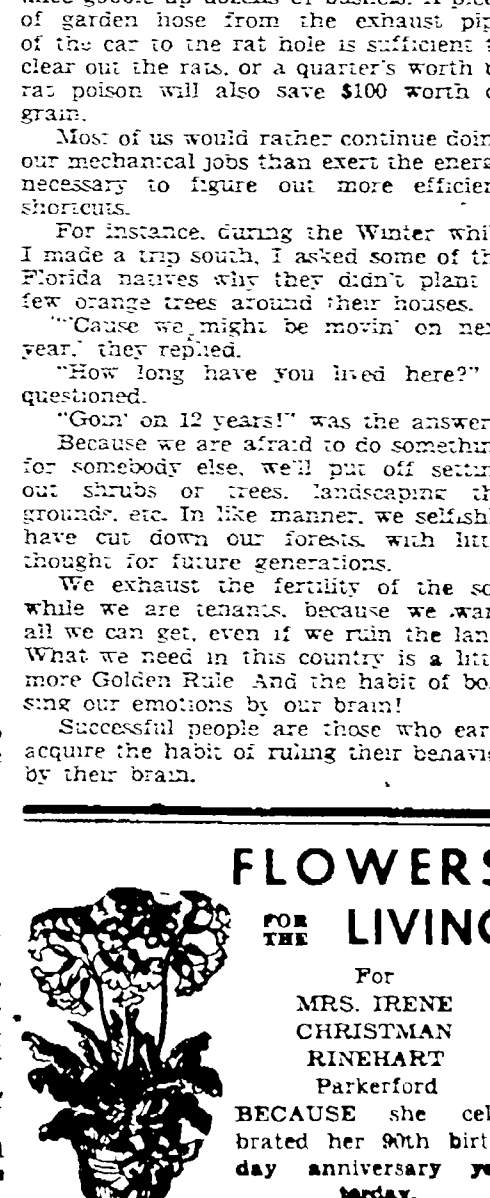 of garden hose from the exhaust pip
of the car to the rat hole is sufficient t
clear out the rats, or a quarter's worth
rat poison will also save $100 worth o
grain.
Most of us would rather continue doin
our mechanical jobs than exert the energ
necessary to figure out more efficien
shortcuts.
For instance, during the Winter whil
I made a trip south, I asked some of th
Florida natives why they didn't plant
few orange trees around their houses.
"'Cause we might be movin' on nex
year,' they replied.
"How long have you lived here?"
questioned.
"Goin' on 12 years!" was the answer
Because we are afraid to do somethin
for somebody else, we'll put off settin
out shrubs or trees, landscaping th
grounds, etc. In like manner, we selfishl
have cut down our forests, with litt
thought for future generations.
We exhaust the fertility of the so
while we are tenants, because we wan
all we can get, even if we ruin the lan
What we need in this country is a litt
more Golden Rule And the habit of bo
sing our emotions by our brain!
Successful people are those who ear
acquire the habit of ruling their behavio
by their brain.
FLOWERS
FOR THE LIVING
For
MRS. IRENE
CHRISTMAN
RINEHART
Parkerford
BECAUSE she cel
brated her 90th birt
day anniversary ye
terday.